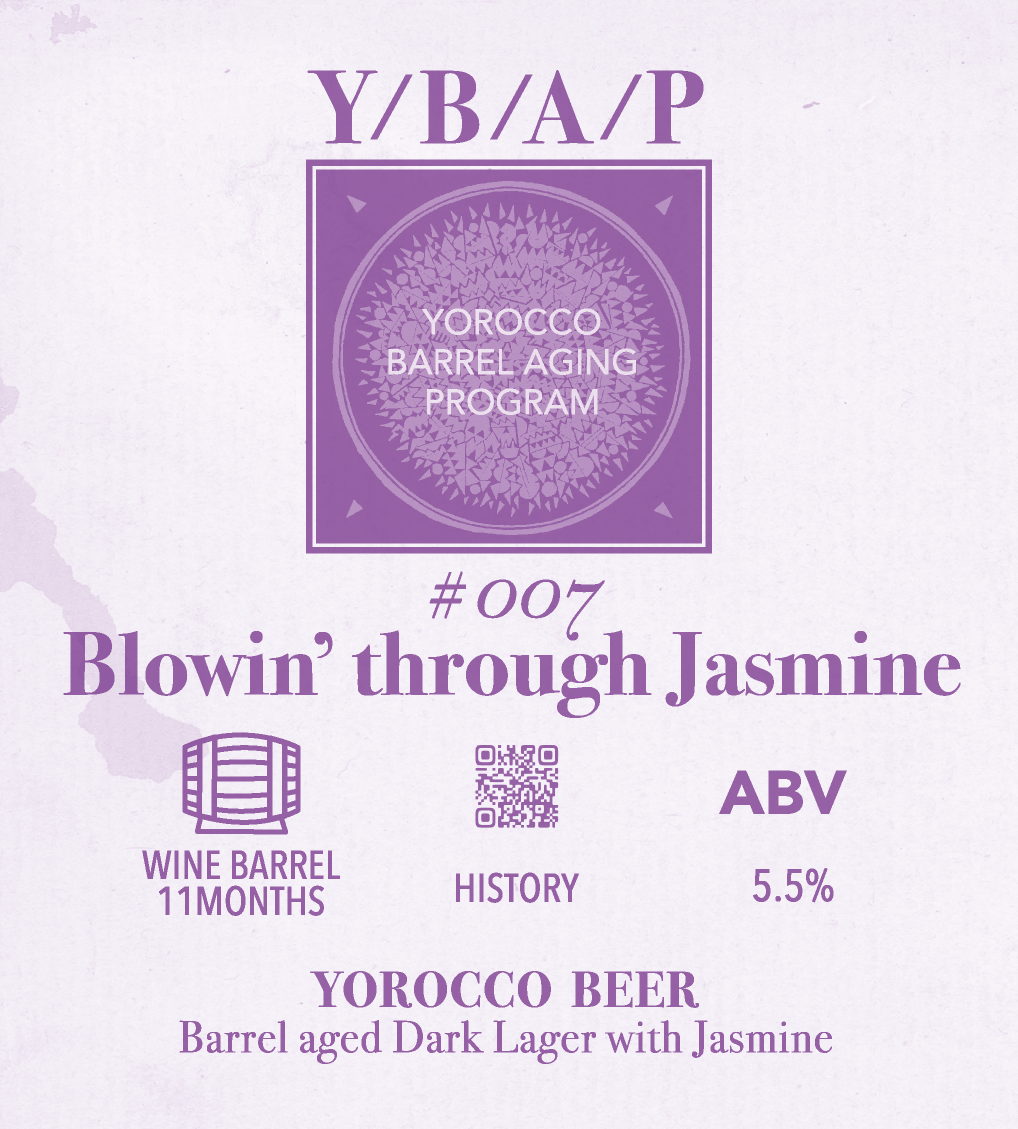 Y/B/A/P
YOROCCO
BARREL AGING
PROGRAM
#007
Blowin’ through Jasmine
WINE BARREL
11MONTHS
HISTORY
ABV
5.5%
YOROCCO BEER
Barrel aged Dark Lager with Jasmine